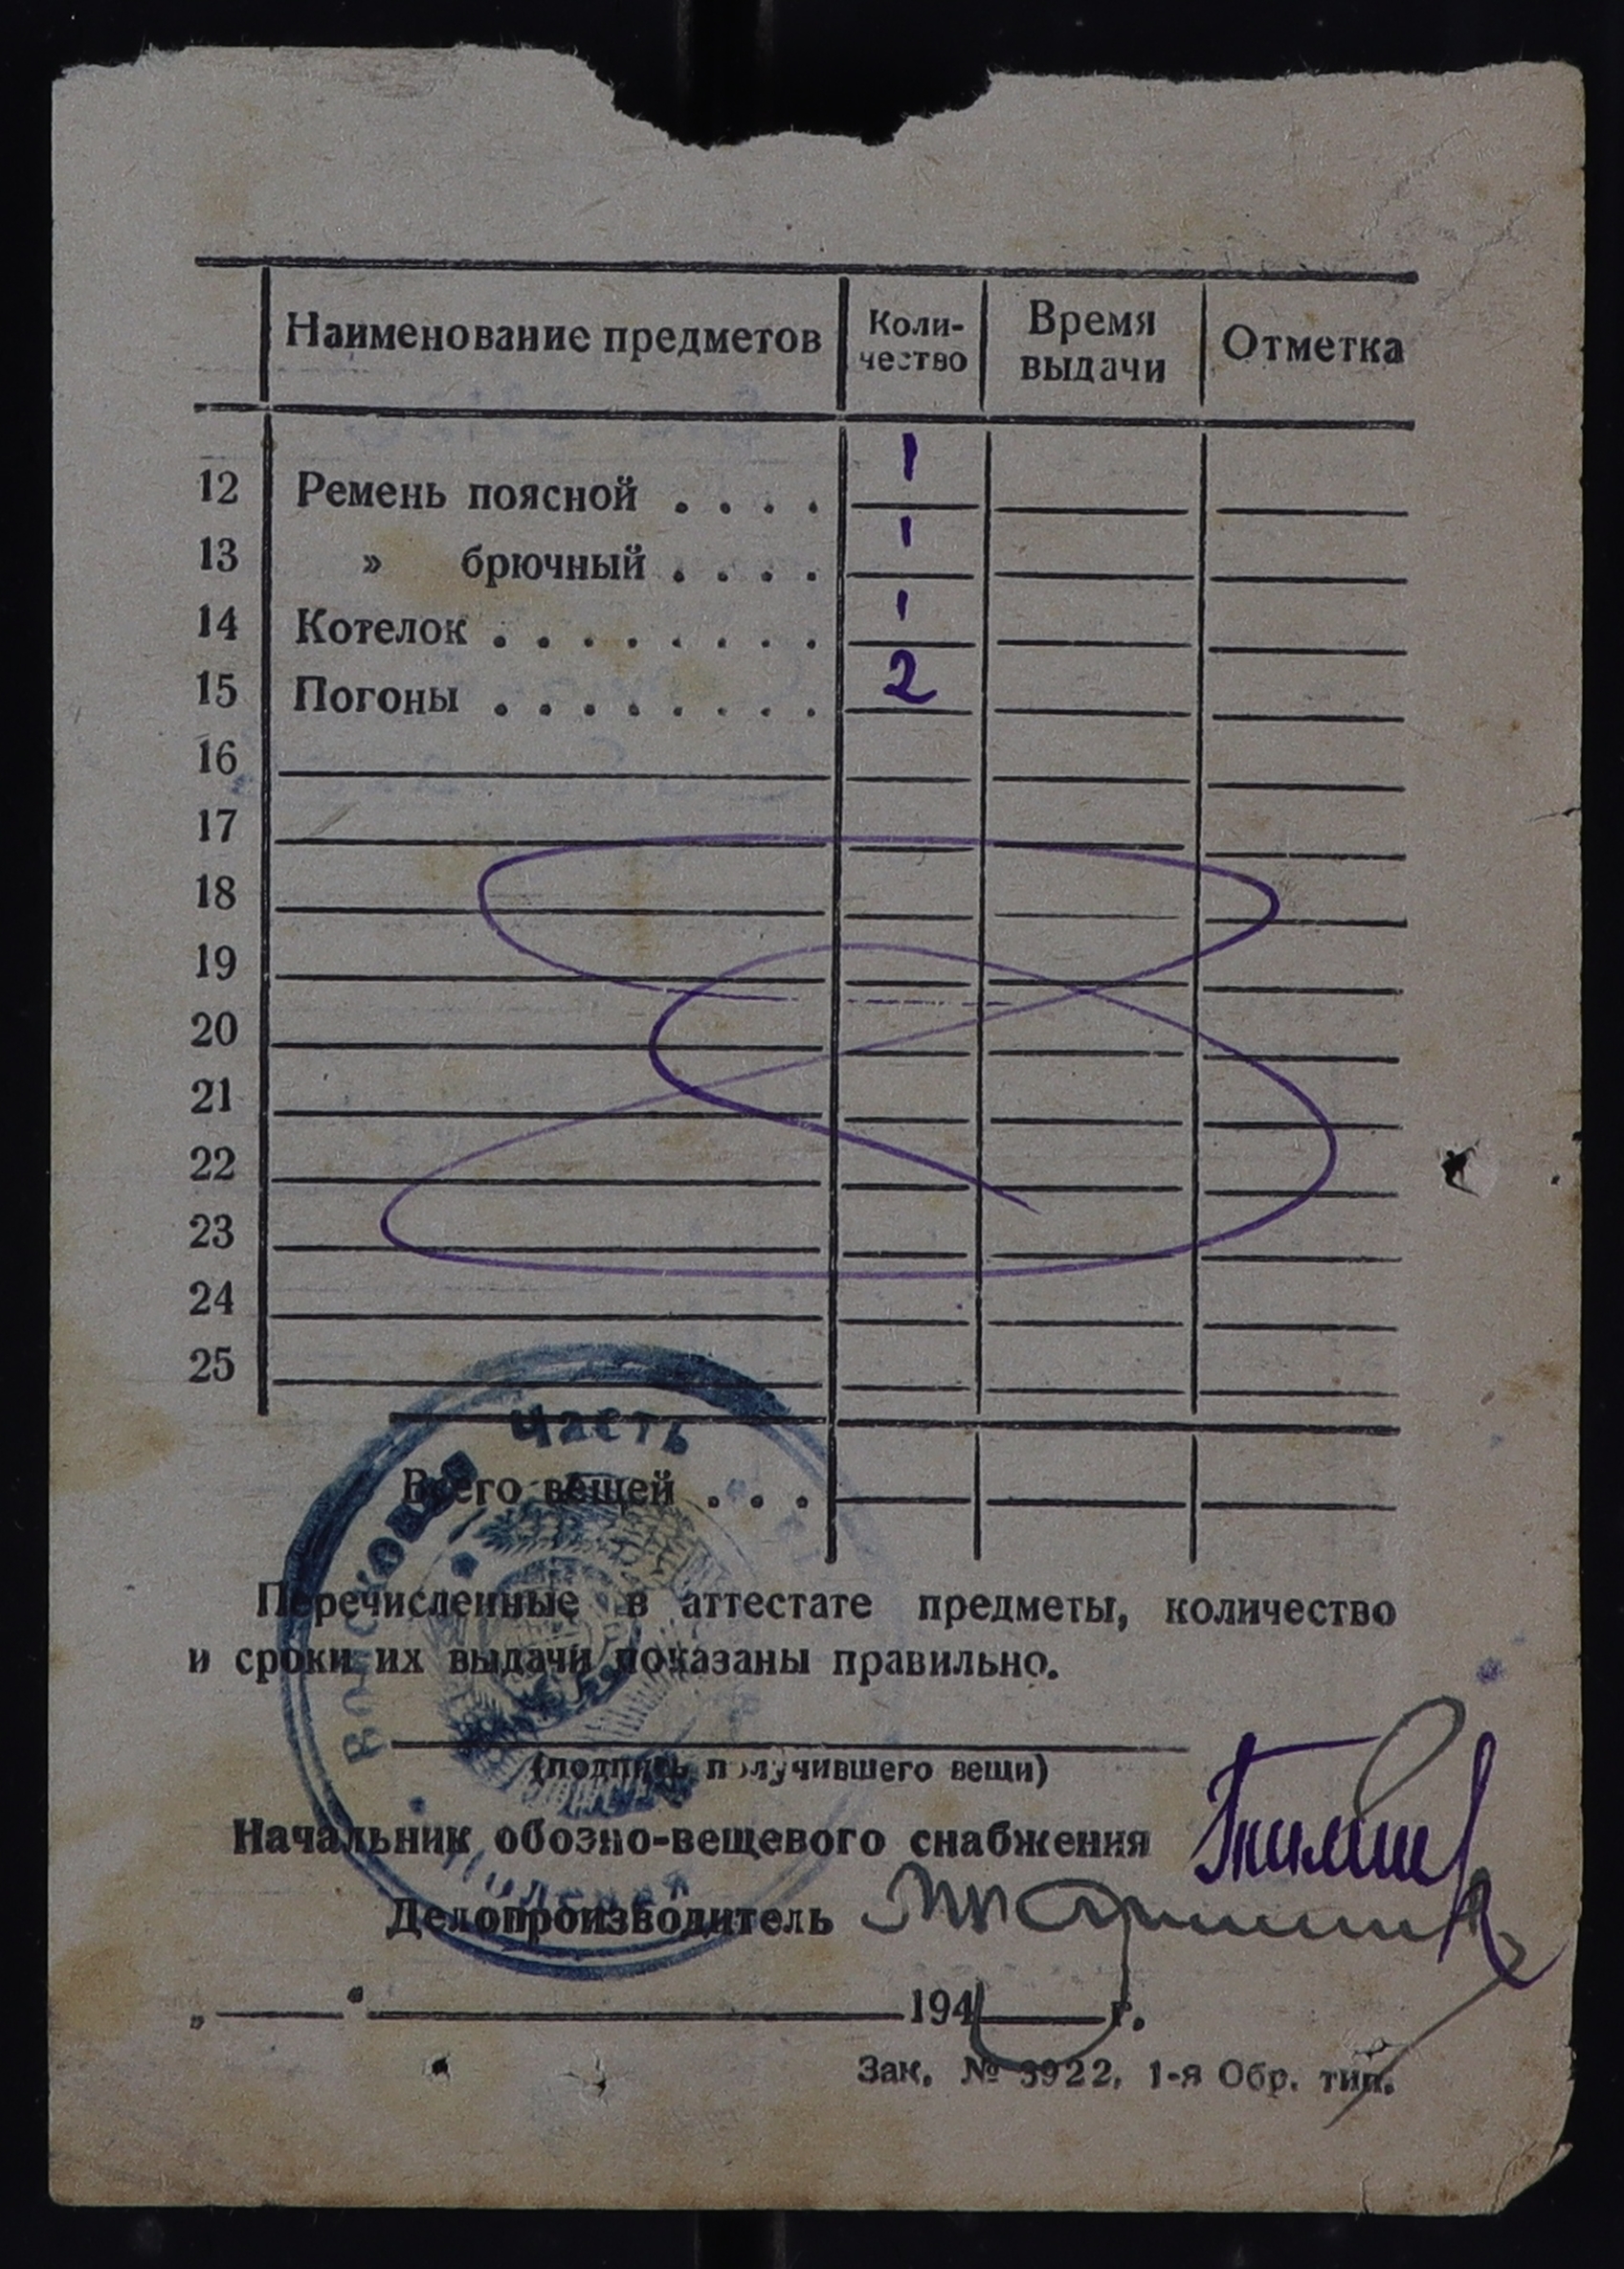 Наименование предметов
Коли-
чество
Время
выдачи
Отметка
12 Ремень поясной . . . . 1
13 » брючный . . . . 1
14 Котелок . . . . . . . . 1
15 Погоны . . . . . . . . 2
16
17
18
19
20
21
22
23
24
25
Всего вещей . . .
Перечисленные в аттестате предметы, количество
и сроки их выдачи показаны правильно.
(подпись получившего вещи)
Начальник обозно-вещевого снабжения
Делопроизводитель
„ “ 194 г.
Зак. № 3922, 1-я Обр. тип.
Войсковая часть